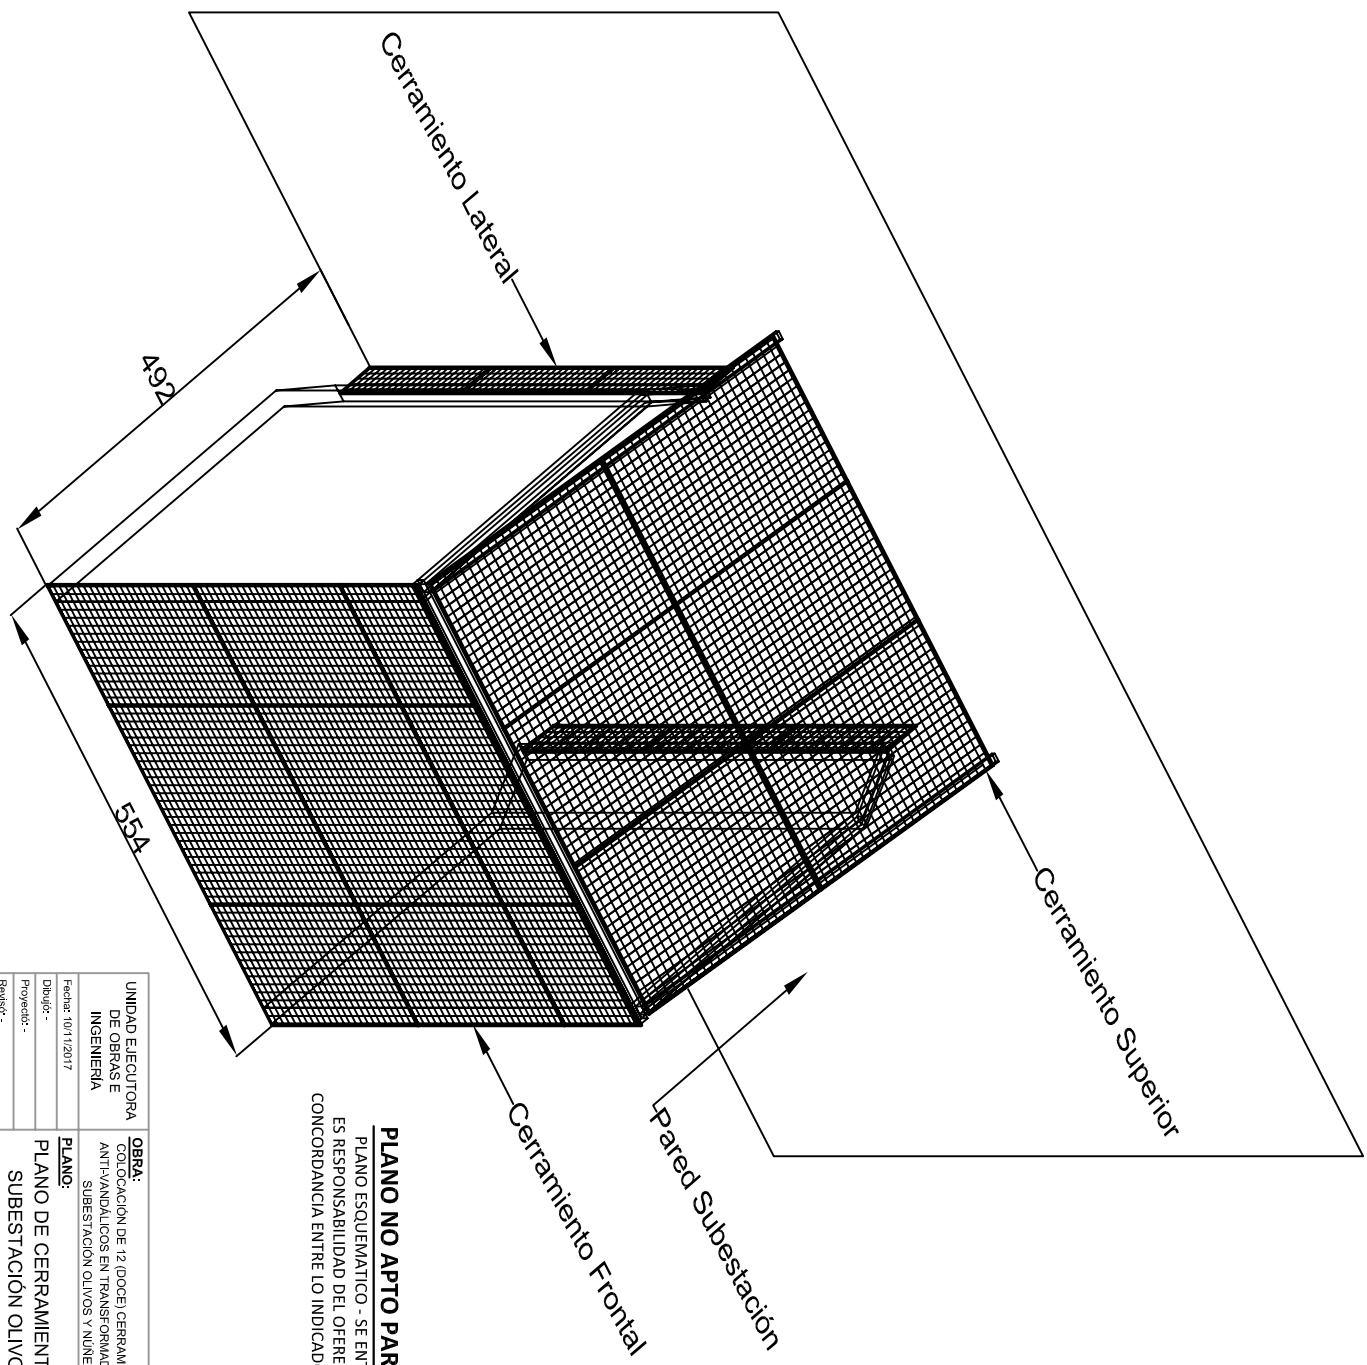 Cerramiento Lateral
Cerramiento Superior
492
554
Cerramiento Frontal
Pared Subestación
PLANO NO APTO PAR
PLANO ESQUEMATICO - SE EN
ES RESPONSABILIDAD DEL OFERE
CONCORDANCIA ENTRE LO INDICAD
UNIDAD EJECUTORA
DE OBRAS E
INGENIERÍA
Fecha: 10/11/2017
Dibujó: -
Proyectó: -
Revisó: -
OBRA:
COLOCACIÓN DE 12 (DOCE) CERRAM
ANTI-VANDÁLICOS EN TRANSFORMAD
SUBESTACIÓN OLIVOS Y NÚÑE
PLANO:
PLANO DE CERRAMIENT
SUBESTACIÓN OLIVO